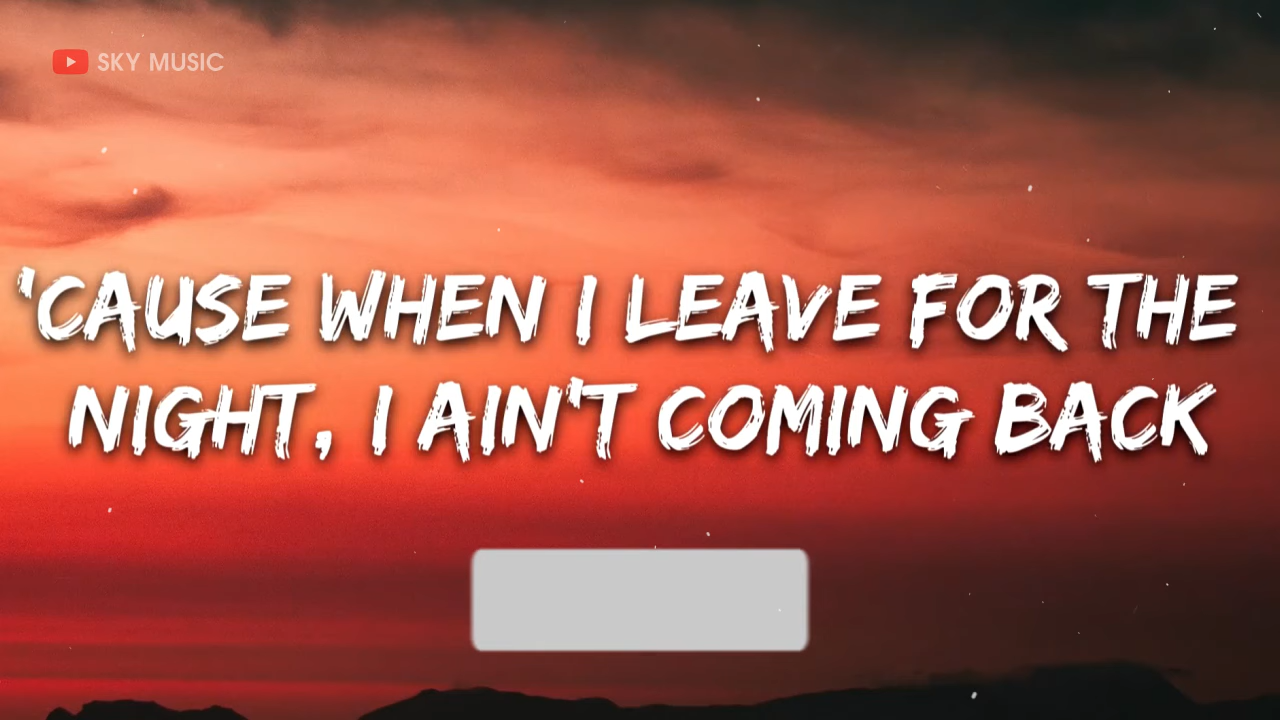 SKY MUSIC
'CAUSE WHEN I LEAVE FOR THE
NIGHT, I AIN'T COMING BACK